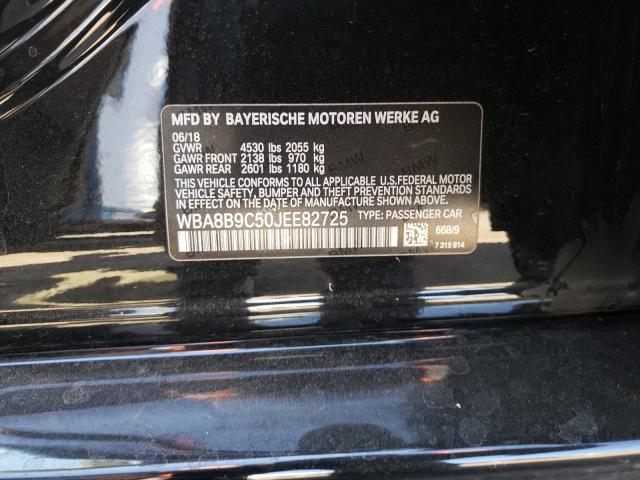 MFD BY BAYERISCHE MOTOREN WERKE AG
06/18
GVWR 4530 lbs 2055 kg
GAWR FRONT 2138 lbs 970 kg
GAWR REAR 2601 lbs 1180 kg
THIS VEHICLE CONFORMS TO ALL APPLICABLE U.S.FEDERAL MOTOR
VEHICLE SAFETY, BUMPER AND THEFT PREVENTION STANDARDS
IN EFFECT ON THE DATE OF MANUFACTURE SHOWN ABOVE.
WBA8B9C50JEE82725 TYPE: PASSENGER CAR
668/9
7 315 814